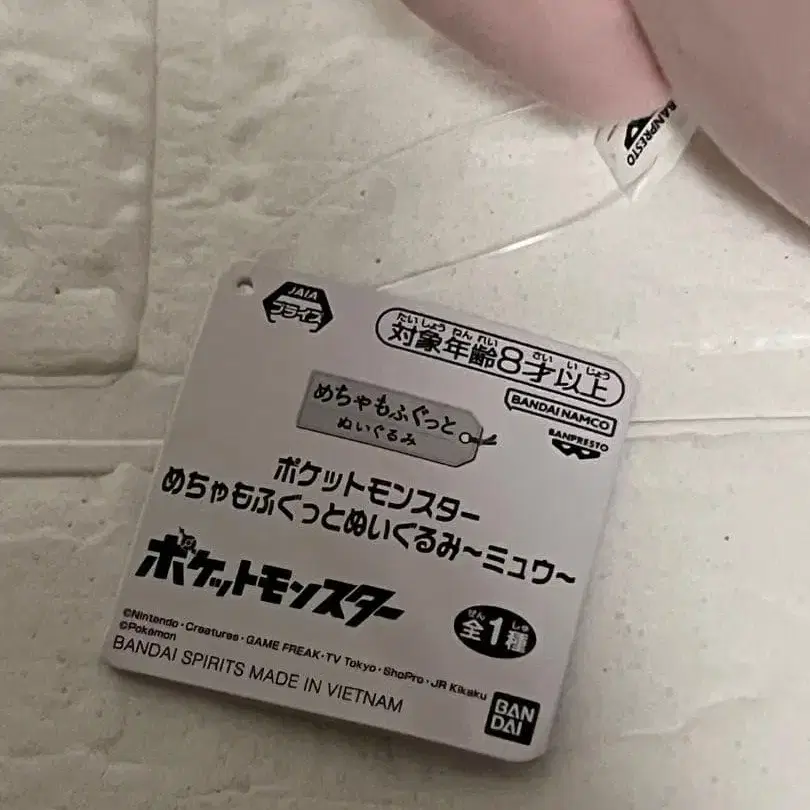 BANPRESTO
JAIA
プライズ
たいしょう ねん れい さい い じょう
対象年齢8才以上
BANDAI NAMCO
BANPRESTO
めちゃもふぐっと
ぬいぐるみ
ポケットモンスター
めちゃもふぐっとぬいぐるみ~ミュウ~
ポケットモンスター
ぜん しゅ
全1種
©Nintendo・Creatures・GAME FREAK・TV Tokyo・ShoPro・JR Kikaku
©Pokémon
BANDAI SPIRITS MADE IN VIETNAM
BAN
DAI